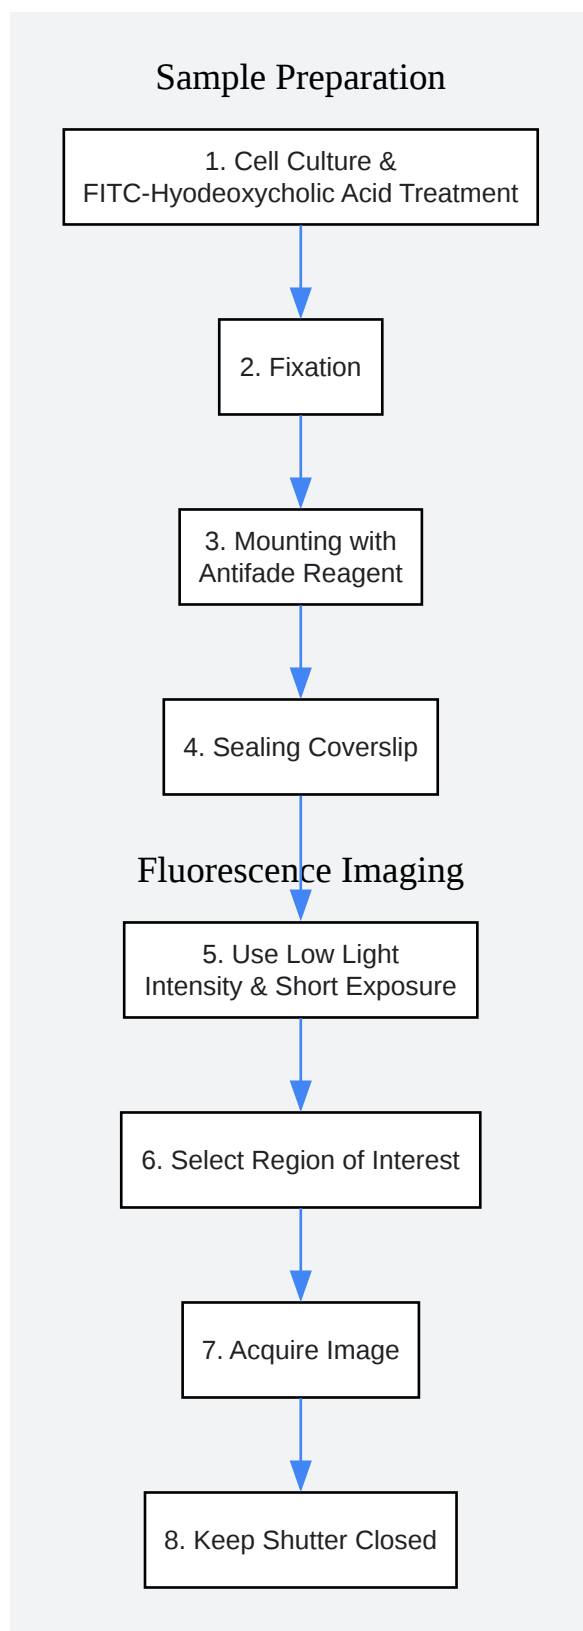 Sample Preparation
1. Cell Culture &
FITC-Hyodeoxycholic Acid Treatment
2. Fixation
3. Mounting with
Antifade Reagent
4. Sealing Coverslip
Fluorescence Imaging
5. Use Low Light
Intensity & Short Exposure
6. Select Region of Interest
7. Acquire Image
8. Keep Shutter Closed